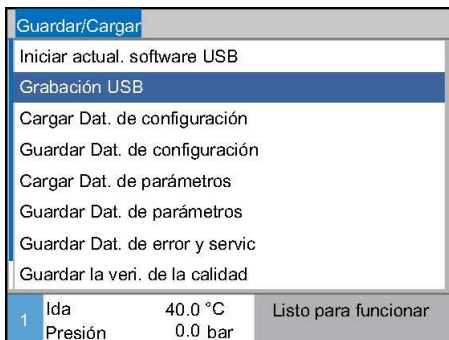 Guardar/Cargar
Iniciar actual. software USB
Grabación USB
Cargar Dat. de configuración
Guardar Dat. de configuración
Cargar Dat. de parámetros
Guardar Dat. de parámetros
Guardar Dat. de error y servic
Guardar la veri. de la calidad
1 Ida 40.0 °C Listo para funcionar
Presión 0.0 bar